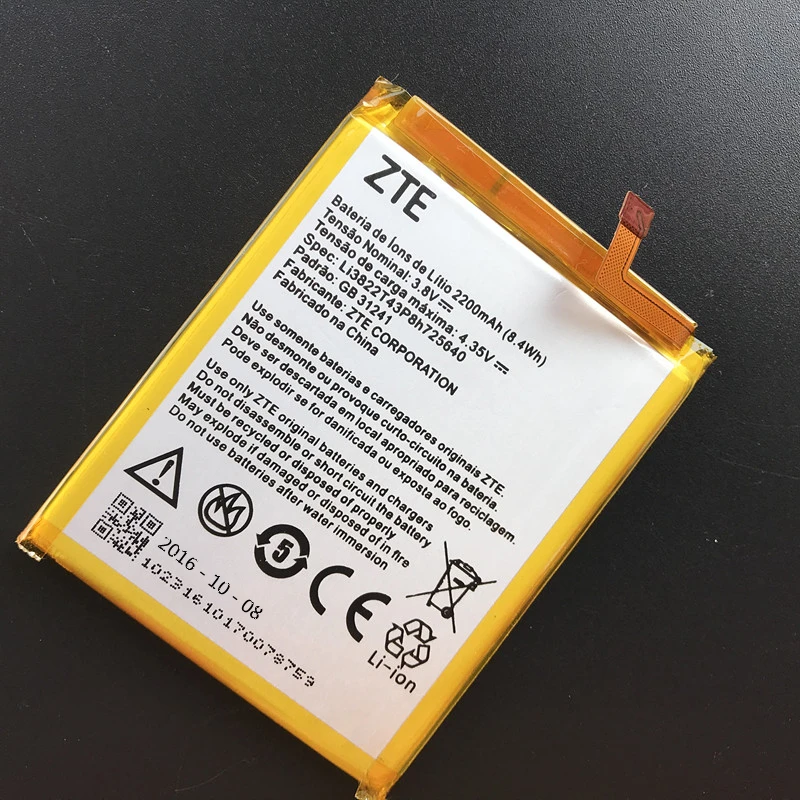 ZTE
Bateria de Ions de Lítio 2200mAh (8.4Wh)
Tensão Nominal: 3.8V
Tensão de carga máxima: 4.35V
Spec: Li3822T43P8h725640
Padrão: GB 31241
Fabricante: ZTE CORPORATION
Fabricado na China
Use somente baterias e carregadores originais ZTE.
Não desmonte ou provoque curto-circuito na bateria.
Deve ser descartada em local apropriado para reciclagem.
Pode explodir se for danificada ou exposta ao fogo.
Use only ZTE original batteries and chargers
Do not disassemble or short circuit the battery
Must be recycled or disposed of properly
May explode if damaged or disposed of in fire
Do not use batteries after water immersion
5
CE
Li-ion
2016-10-08
10231610170079759